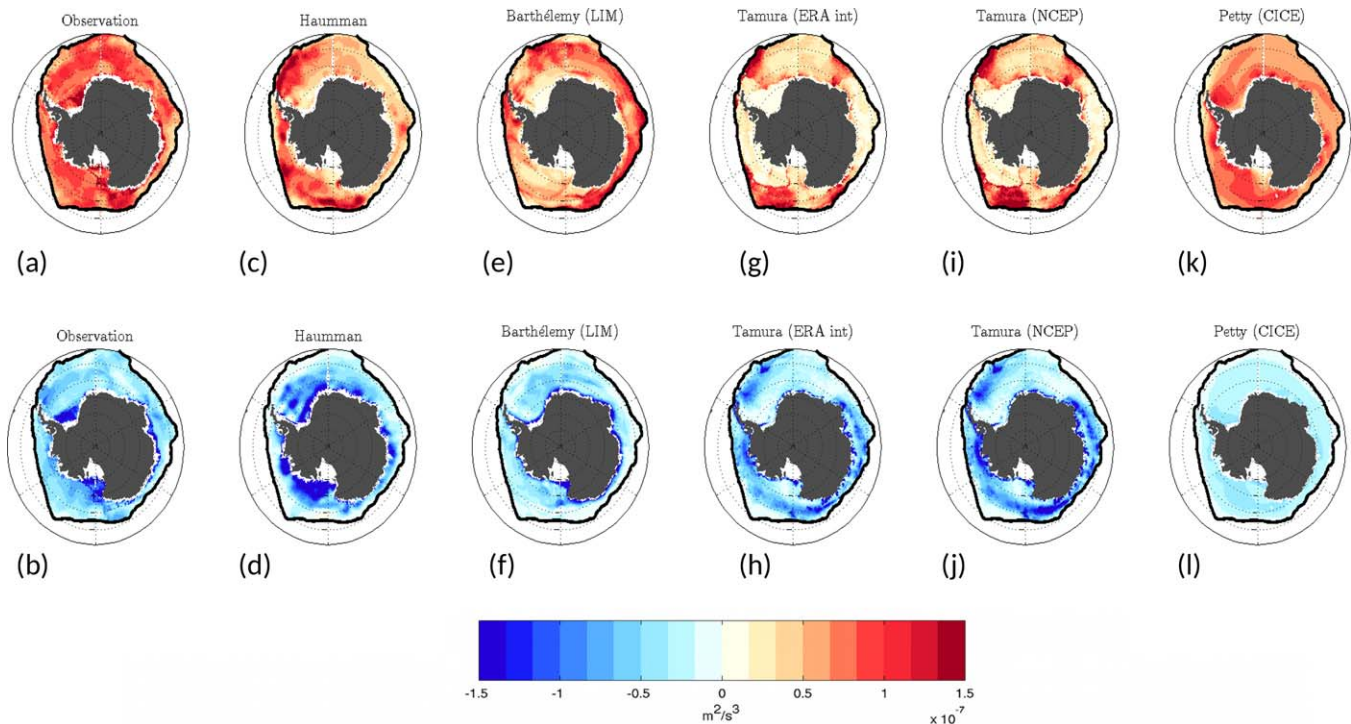 Observation
Haumman
Barthélemy (LIM)
Tamura (ERA int)
Tamura (NCEP)
Petty (CICE)
(a)
(c)
(e)
(g)
(i)
(k)
Observation
Haumman
Barthélemy (LIM)
Tamura (ERA int)
Tamura (NCEP)
Petty (CICE)
(b)
(d)
(f)
(h)
(j)
(l)
-1.5 -1 -0.5 0 0.5 1 1.5
m²/s³
x 10⁻⁷